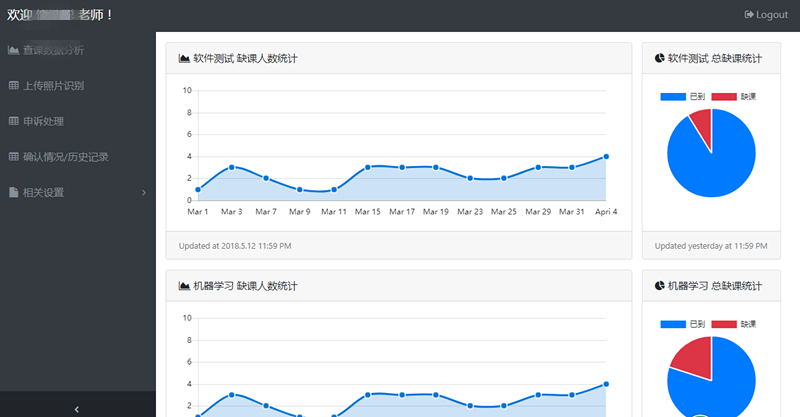 欢迎 老师！
Logout
查课数据分析
上传照片识别
申诉处理
确认情况/历史记录
相关设置
软件测试 缺课人数统计
10
8
6
4
2
0
Mar 1 Mar 3 Mar 7 Mar 9 Mar 11 Mar 15 Mar 17 Mar 19 Mar 23 Mar 25 Mar 29 Mar 31 Apri 4
Updated at 2018.5.12 11:59 PM
软件测试 总缺课统计
已到 缺课
Updated yesterday at 11:59 PM
机器学习 缺课人数统计
10
8
6
4
2
机器学习 总缺课统计
已到 缺课